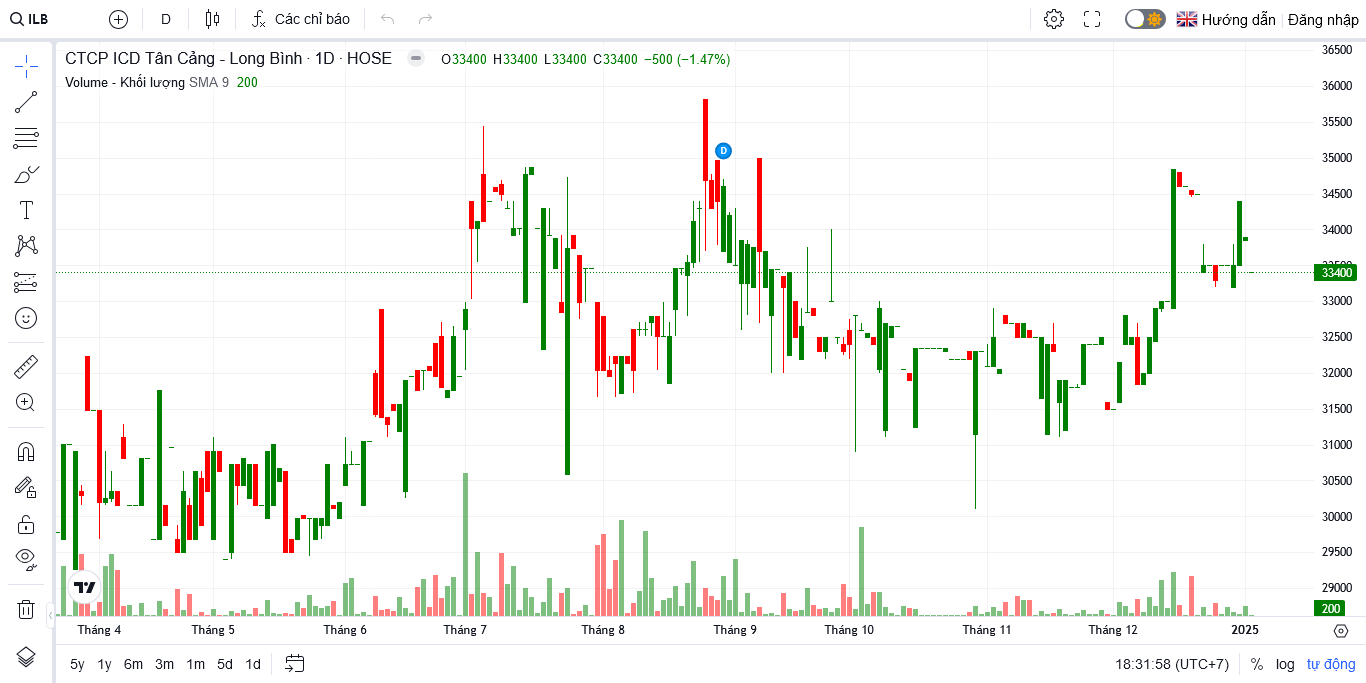 ILB D Các chỉ báo Hướng dẫn Đăng nhập
CTCP ICD Tân Cảng - Long Bình · 1D · HOSE O33400 H33400 L33400 C33400 −500 (−1.47%)
Volume - Khối lượng SMA 9 200
D
36500
36000
35500
35000
34500
34000
33400
33000
32500
32000
31500
31000
30500
30000
29500
29000
200
Tháng 4 Tháng 5 Tháng 6 Tháng 7 Tháng 8 Tháng 9 Tháng 10 Tháng 11 Tháng 12 2025
5y 1y 6m 3m 1m 5d 1d 18:31:58 (UTC+7) % log tự động